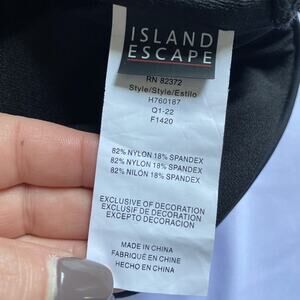 ISLAND
ESCAPE
RN 82372
Style/Style/Estilo
H760187
Q1-22
F1420
82% NYLON 18% SPANDEX
82% NYLON 18% SPANDEX
82% NILÓN 18% SPANDEX
EXCLUSIVE OF DECORATION
EXCLUSIF DE DECORATION
EXCEPTO DECORACION
MADE IN CHINA
FABRIQUÉ EN CHINE
HECHO EN CHINA